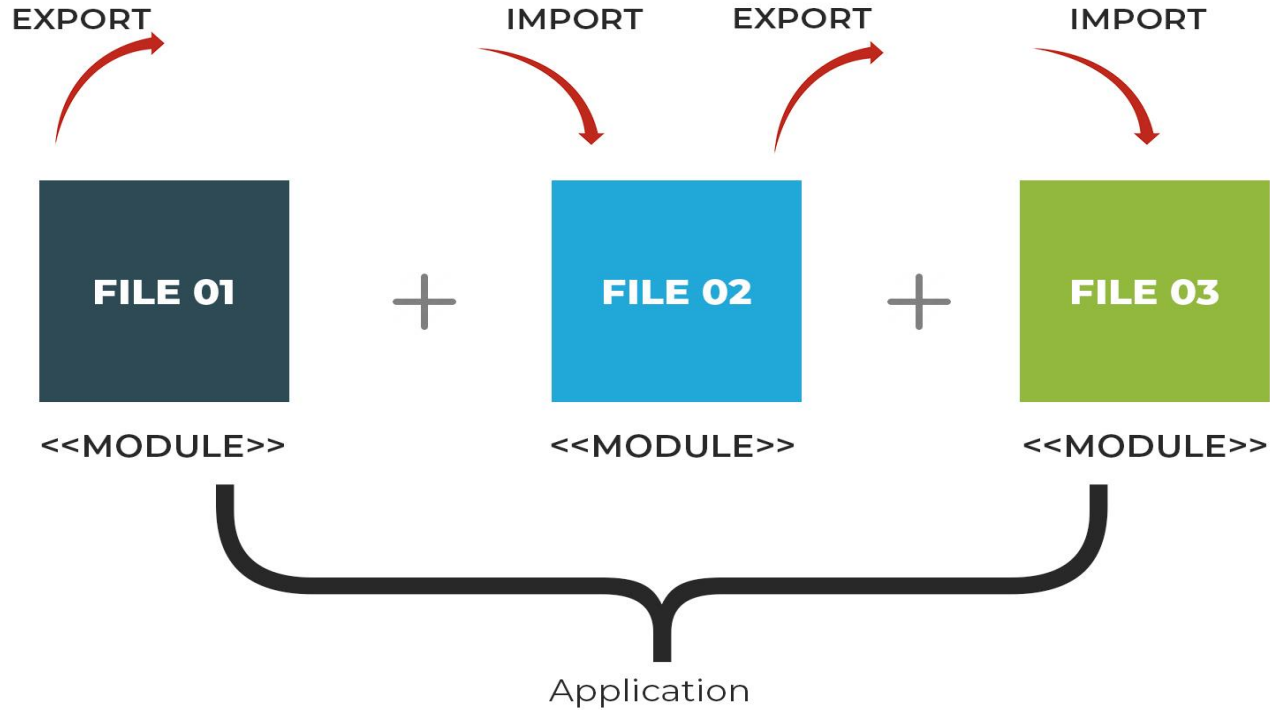 EXPORT IMPORT EXPORT IMPORT
FILE 01 + FILE 02 + FILE 03
<<MODULE>> <<MODULE>> <<MODULE>>
Application